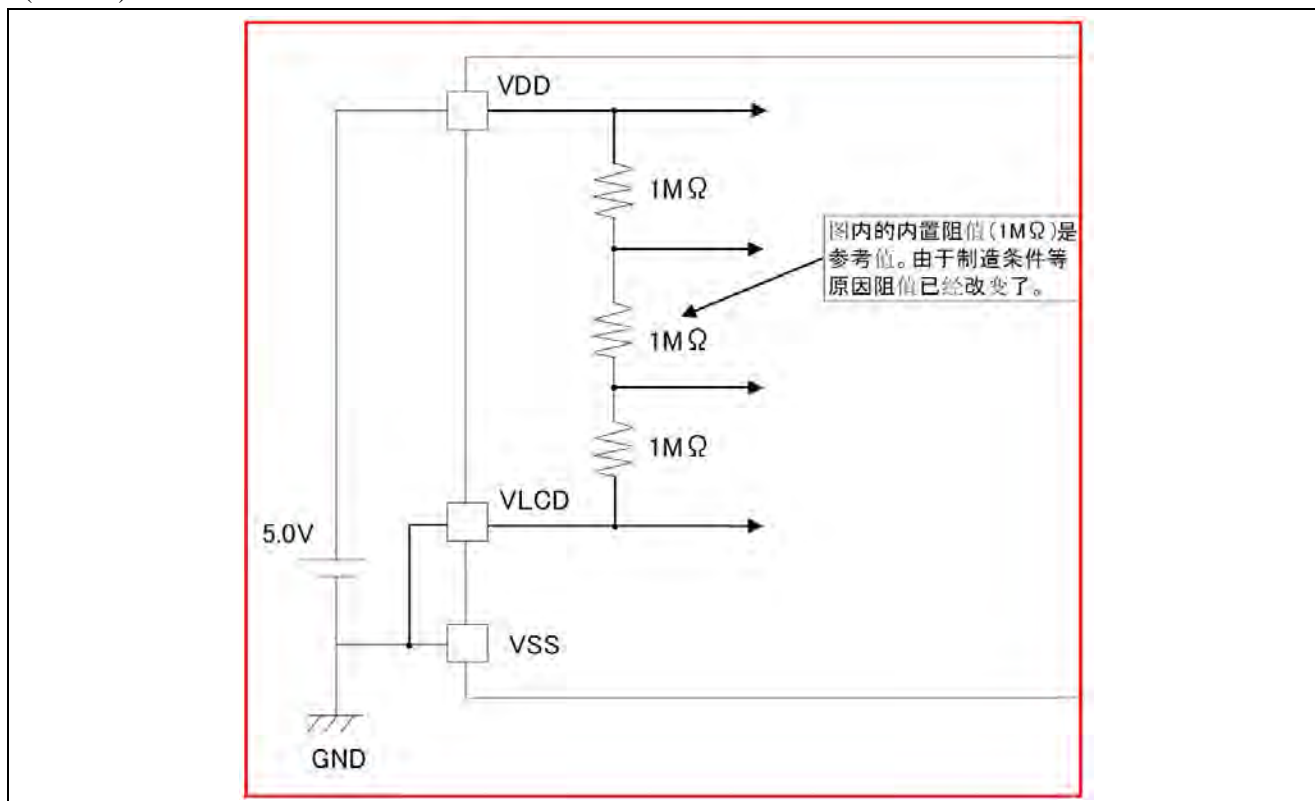 VDD
1MΩ
图内的内置阻值(1MΩ)是
参考值。由于制造条件等
原因阻值已经改变了。
1MΩ
1MΩ
VLCD
5.0V
VSS
GND